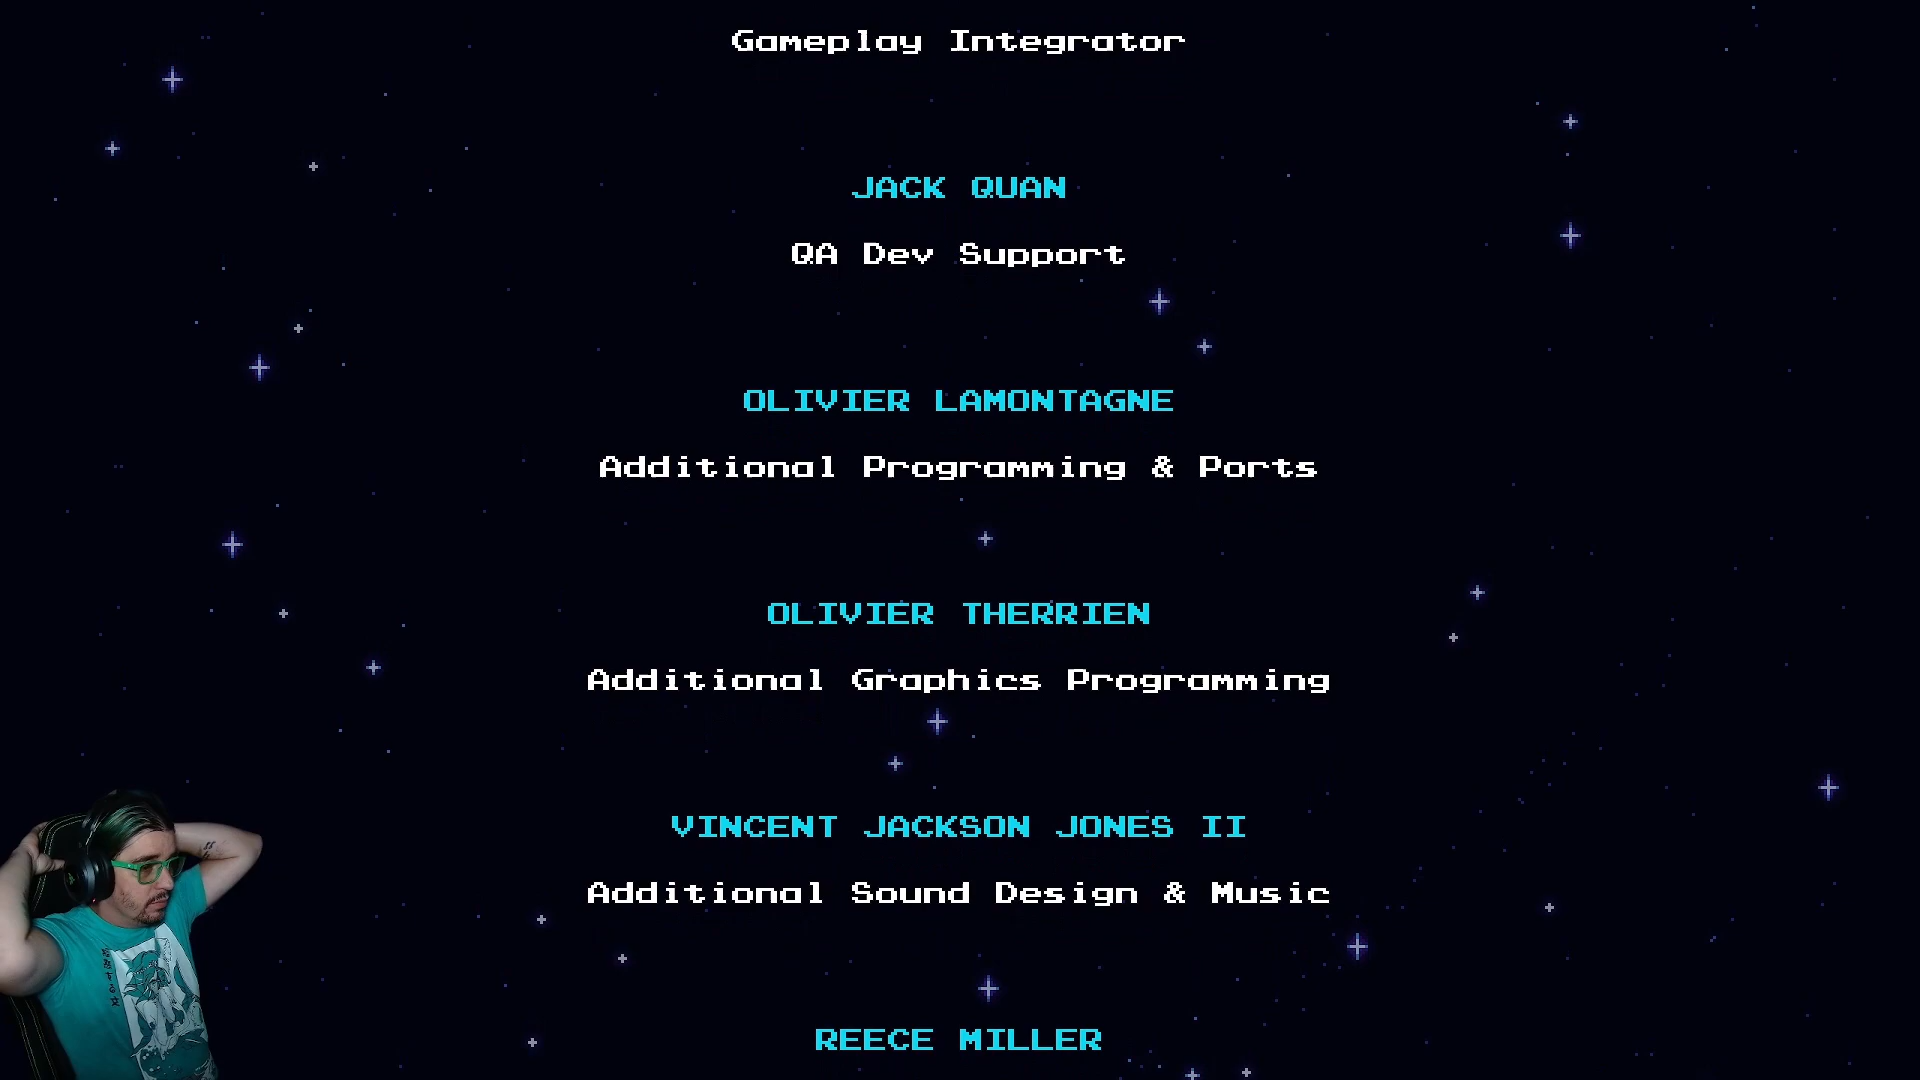 Gameplay Integrator
JACK QUAN
QA Dev Support
OLIVIER LAMONTAGNE
Additional Programming & Ports
OLIVIER THERRIEN
Additional Graphics Programming
VINCENT JACKSON JONES II
Additional Sound Design & Music
REECE MILLER